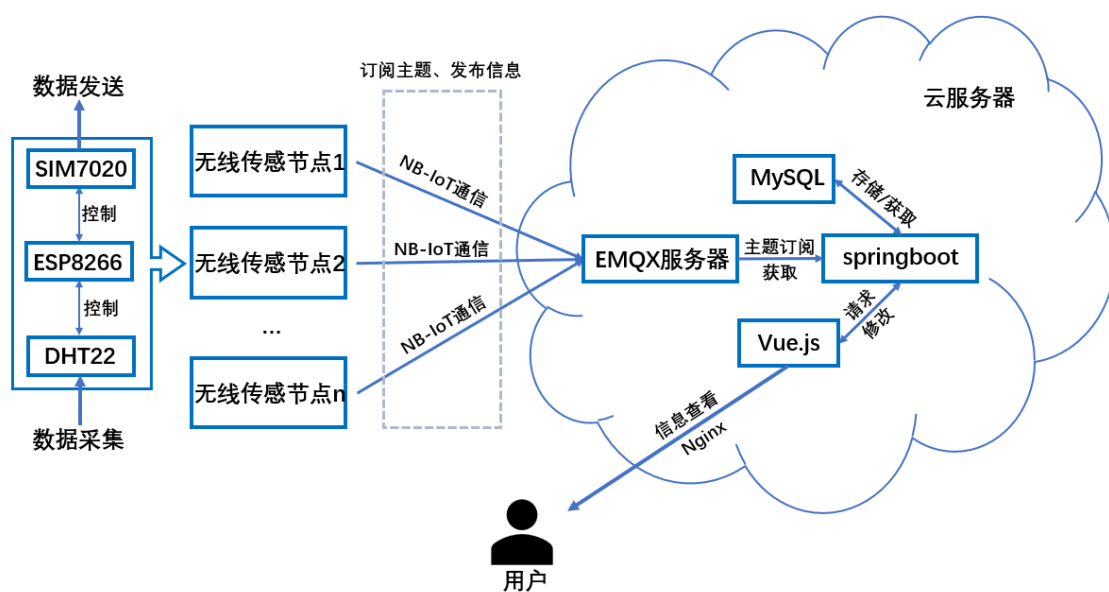 数据发送
SIM7020
控制
ESP8266
控制
DHT22
数据采集
无线传感节点1
无线传感节点2
...
无线传感节点n
订阅主题、发布信息
NB-IoT通信
NB-IoT通信
NB-IoT通信
云服务器
MySQL
存储/获取
EMQX服务器
主题订阅
获取
springboot
请求
修改
Vue.js
信息查看
Nginx
用户